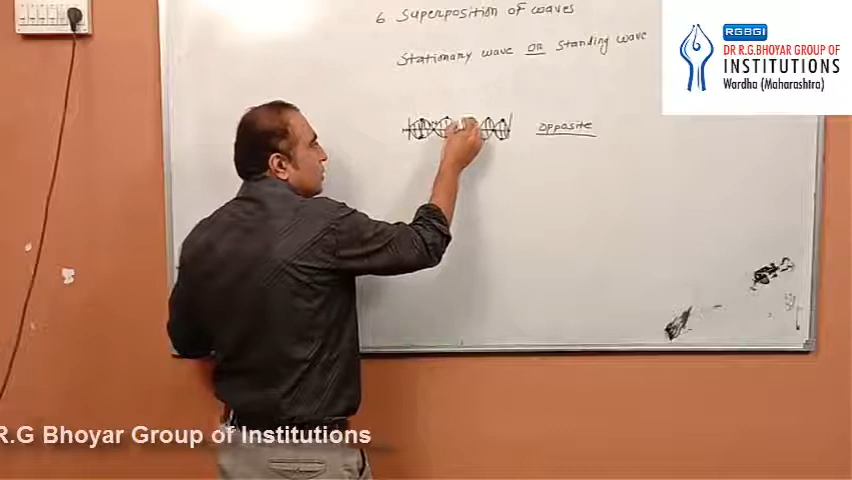 6. Superposition of waves
Stationary wave OR Standing wave
opposite
RGBGI
DR R.G.BHOYAR GROUP OF
INSTITUTIONS
Wardha (Maharashtra)
R.G Bhoyar Group of Institutions